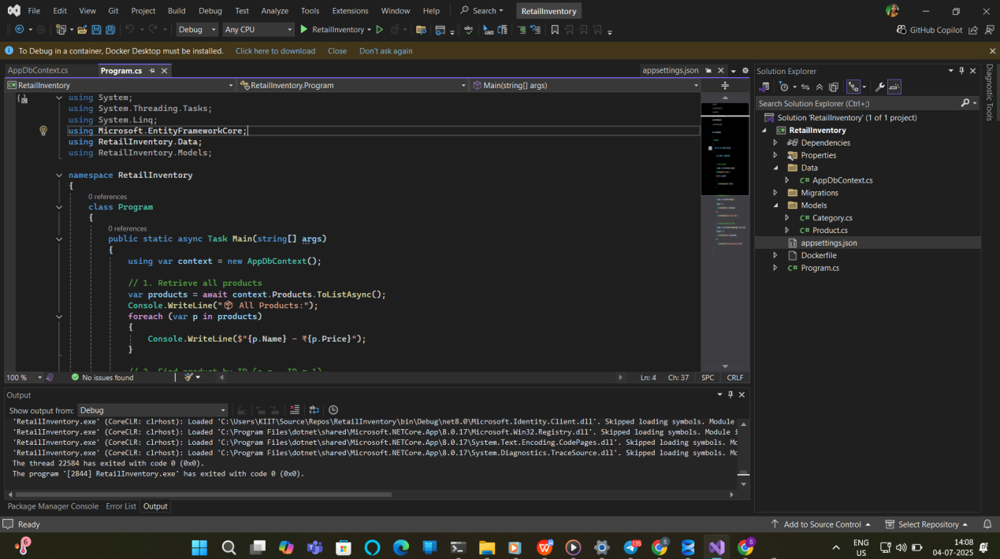 File Edit View Git Project Build Debug Test Analyze Tools Extensions Window Help Search RetailInventory
Debug Any CPU RetailInventory GitHub Copilot
To Debug in a container, Docker Desktop must be installed. Click here to download Close Don't ask again
AppDbContext.cs Program.cs appsettings.json
RetailInventory RetailInventory.Program Main(string[] args)
using System;
using System.Threading.Tasks;
using System.Linq;
using Microsoft.EntityFrameworkCore;
using RetailInventory.Data;
using RetailInventory.Models;
namespace RetailInventory
{
0 references
class Program
{
0 references
public static async Task Main(string[] args)
{
using var context = new AppDbContext();
// 1. Retrieve all products
var products = await context.Products.ToListAsync();
Console.WriteLine("📦 All Products:");
foreach (var p in products)
{
Console.WriteLine($"{p.Name} - ₹{p.Price}");
}
100 % No issues found Ln: 4 Ch: 37 SPC CRLF
Solution Explorer
Search Solution Explorer (Ctrl+;)
Solution 'RetailInventory' (1 of 1 project)
RetailInventory
Dependencies
Properties
Data
C# AppDbContext.cs
Migrations
Models
C# Category.cs
C# Product.cs
appsettings.json
Dockerfile
C# Program.cs
Diagnostic Tools
Output
Show output from: Debug
'RetailInventory.exe' (CoreCLR: clrhost): Loaded 'C:\Users\KIIT\Source\Repos\RetailInventory\bin\Debug\net8.0\Microsoft.Identity.Client.dll'. Skipped loading symbols. Module
'RetailInventory.exe' (CoreCLR: clrhost): Loaded 'C:\Program Files\dotnet\shared\Microsoft.NETCore.App\8.0.17\Microsoft.Win32.Registry.dll'. Skipped loading symbols. Module i
'RetailInventory.exe' (CoreCLR: clrhost): Loaded 'C:\Program Files\dotnet\shared\Microsoft.NETCore.App\8.0.17\System.Text.Encoding.CodePages.dll'. Skipped loading symbols. Mo
'RetailInventory.exe' (CoreCLR: clrhost): Loaded 'C:\Program Files\dotnet\shared\Microsoft.NETCore.App\8.0.17\System.Diagnostics.TraceSource.dll'. Skipped loading symbols. Mo
The thread 22584 has exited with code 0 (0x0).
The program '[2844] RetailInventory.exe' has exited with code 0 (0x0).
Package Manager Console Error List Output
Ready Add to Source Control Select Repository
6 135 S S ENG US 14:08 04-07-2025